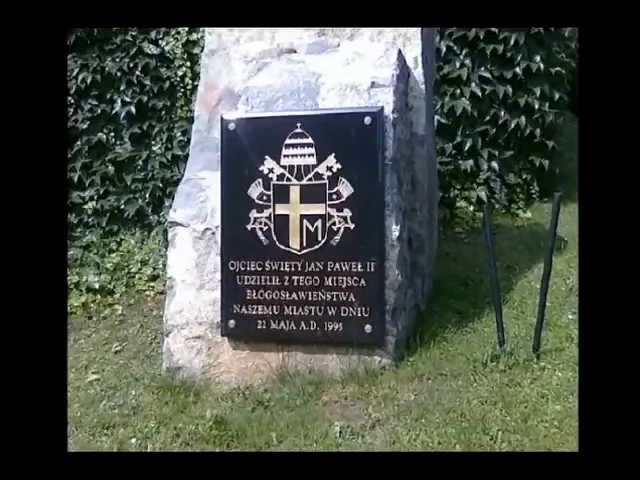 M
OJCIEC ŚWIĘTY JAN PAWEŁ II
UDZIELIŁ Z TEGO MIEJSCA
BŁOGOSŁAWIEŃSTWA
NASZEMU MIASTU W DNIU
21 MAJA A.D. 1995